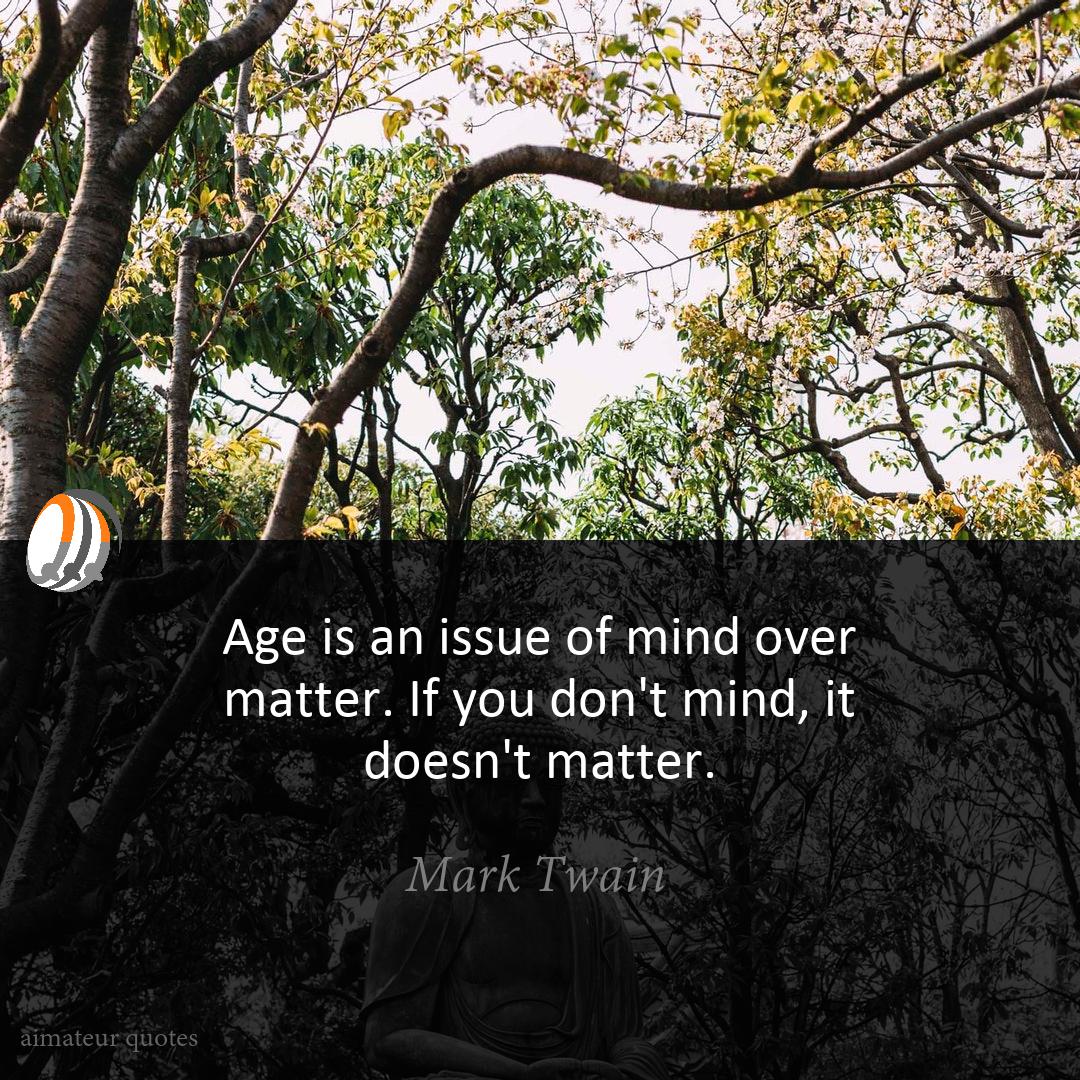 Age is an issue of mind over
matter. If you don't mind, it
doesn't matter.
Mark Twain
aimateur quotes